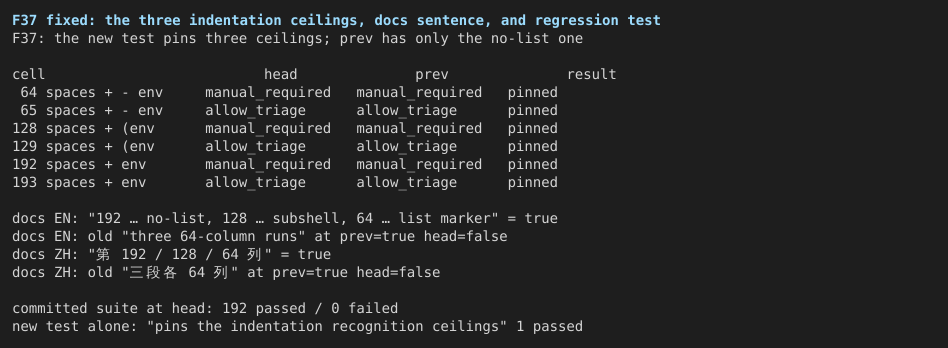 F37 fixed: the three indentation ceilings, docs sentence, and regression test
F37: the new test pins three ceilings; prev has only the no-list one
cell head prev result
64 spaces + - env manual_required manual_required pinned
65 spaces + - env allow_triage allow_triage pinned
128 spaces + (env manual_required manual_required pinned
129 spaces + (env allow_triage allow_triage pinned
192 spaces + env manual_required manual_required pinned
193 spaces + env allow_triage allow_triage pinned
docs EN: "192 … no-list, 128 … subshell, 64 … list marker" = true
docs EN: old "three 64-column runs" at prev=true head=false
docs ZH: "第 192 / 128 / 64 列" = true
docs ZH: old "三段各 64 列" at prev=true head=false
committed suite at head: 192 passed / 0 failed
new test alone: "pins the indentation recognition ceilings" 1 passed